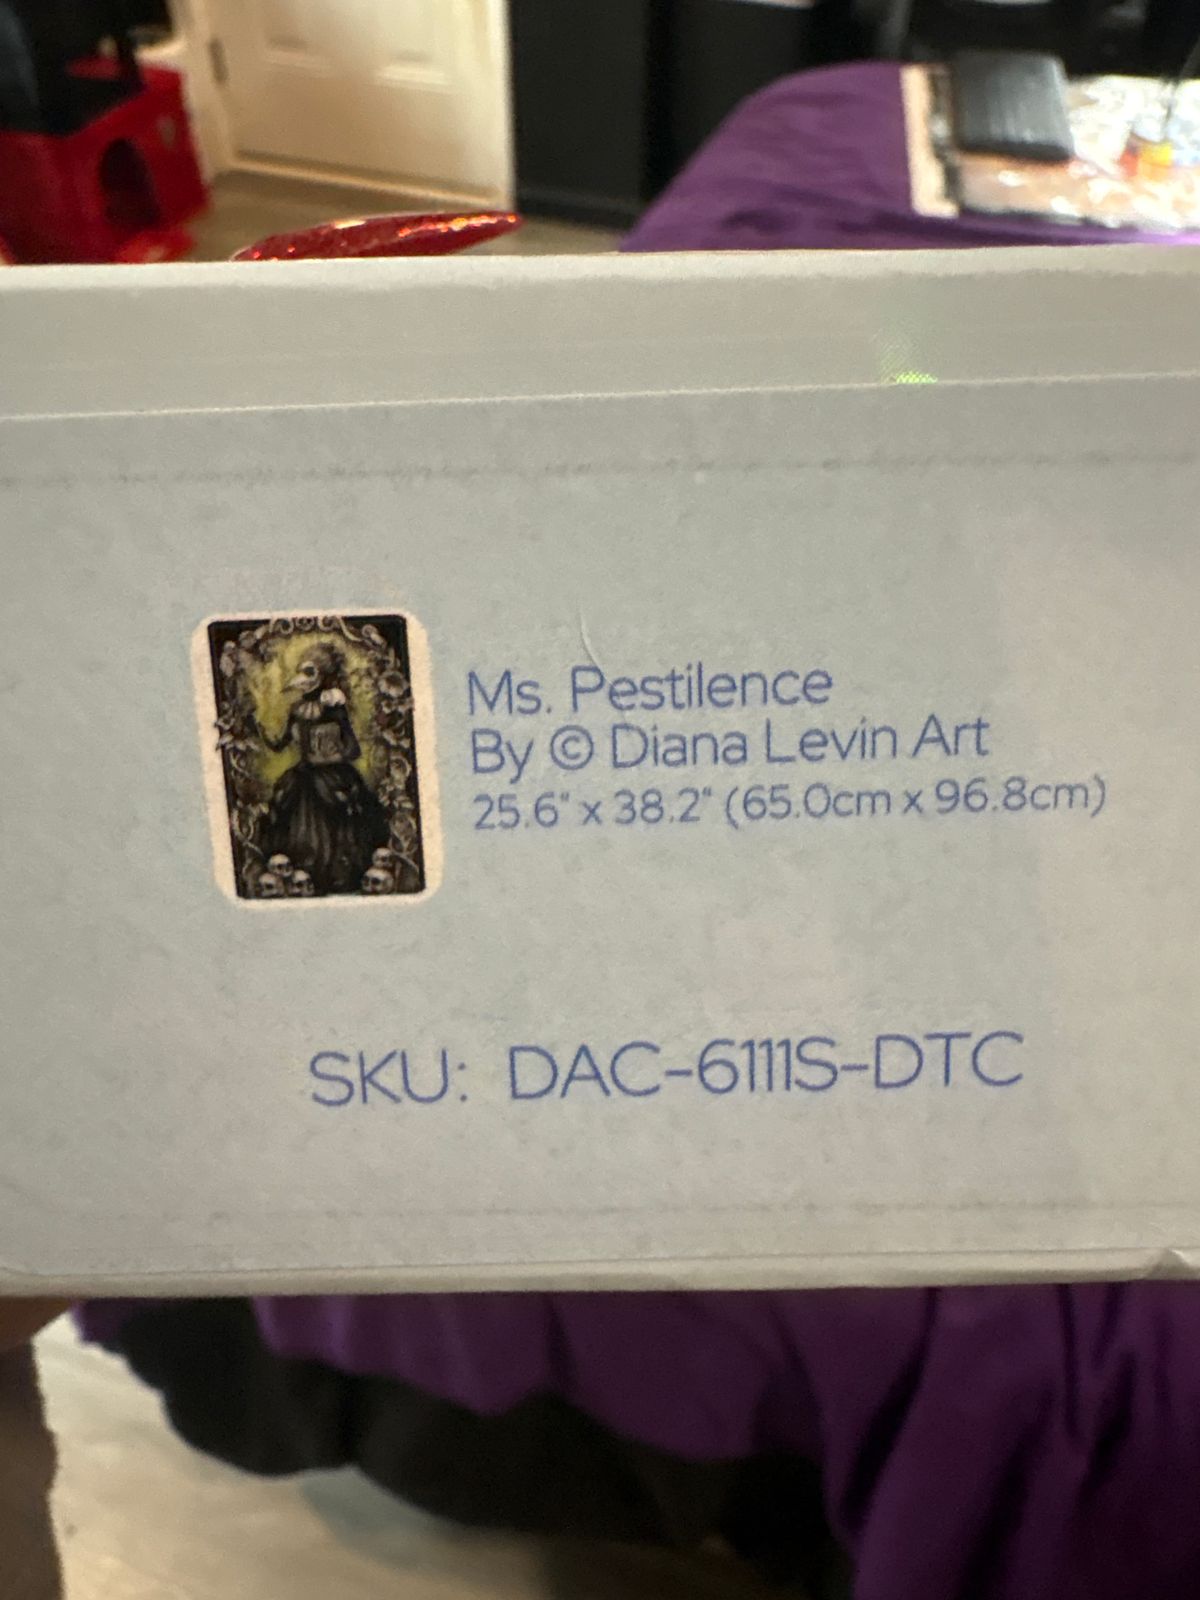 Ms. Pestilence
By © Diana Levin Art
25.6" x 38.2" (65.0cm x 96.8cm)
SKU: DAC-6111S-DTC